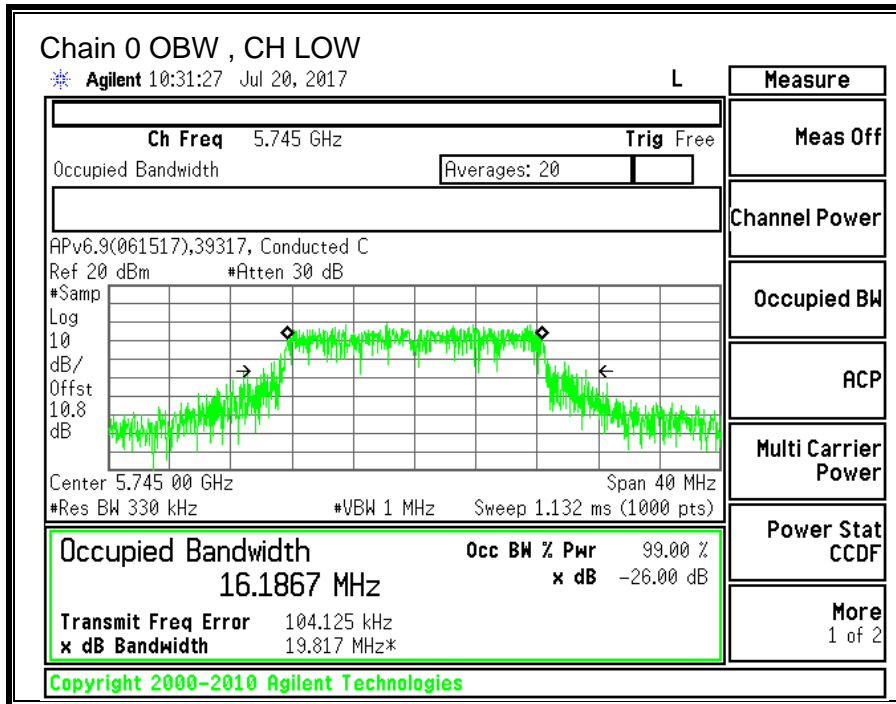 Chain 0 OBW , CH LOW
Agilent 10:31:27 Jul 20, 2017 L
Measure
Ch Freq 5.745 GHz Trig Free
Occupied Bandwidth Averages: 20
Meas Off
Channel Power
Occupied BW
ACP
Multi Carrier
Power
Power Stat
CCDF
More
1 of 2
APv6.9(061517),39317, Conducted C
Ref 20 dBm #Atten 30 dB
#Samp
Log
10
dB/
Offst
10.8
dB
Center 5.745 00 GHz Span 40 MHz
#Res BW 330 kHz #VBW 1 MHz Sweep 1.132 ms (1000 pts)
Occupied Bandwidth Occ BW % Pwr 99.00 %
16.1867 MHz x dB -26.00 dB
Transmit Freq Error 104.125 kHz
x dB Bandwidth 19.817 MHz*
Copyright 2000-2010 Agilent Technologies